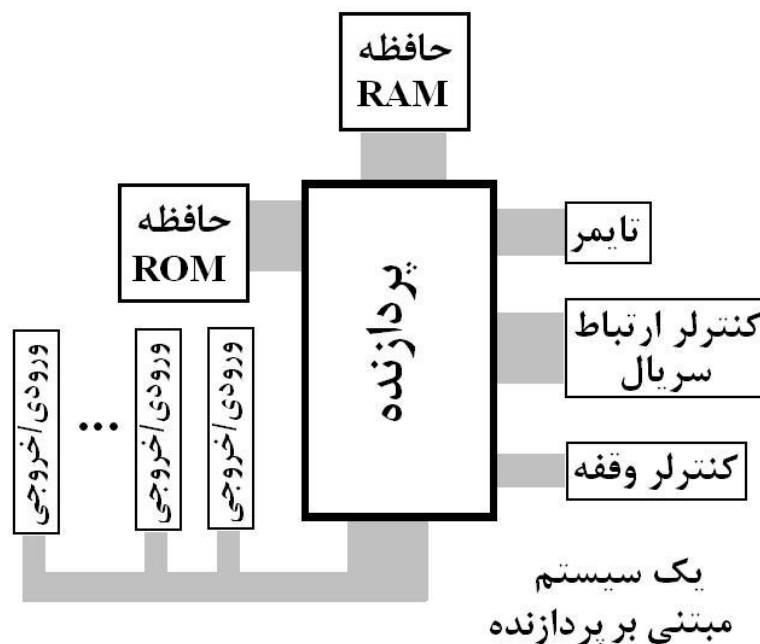 حافظه
RAM
حافظه
ROM
تایمر
کنترلر ارتباط
سریال
کنترلر وقفه
پردازنده
ورودی/خروجی
...
ورودی/خروجی
ورودی/خروجی
یک سیستم
مبتنی بر پردازنده